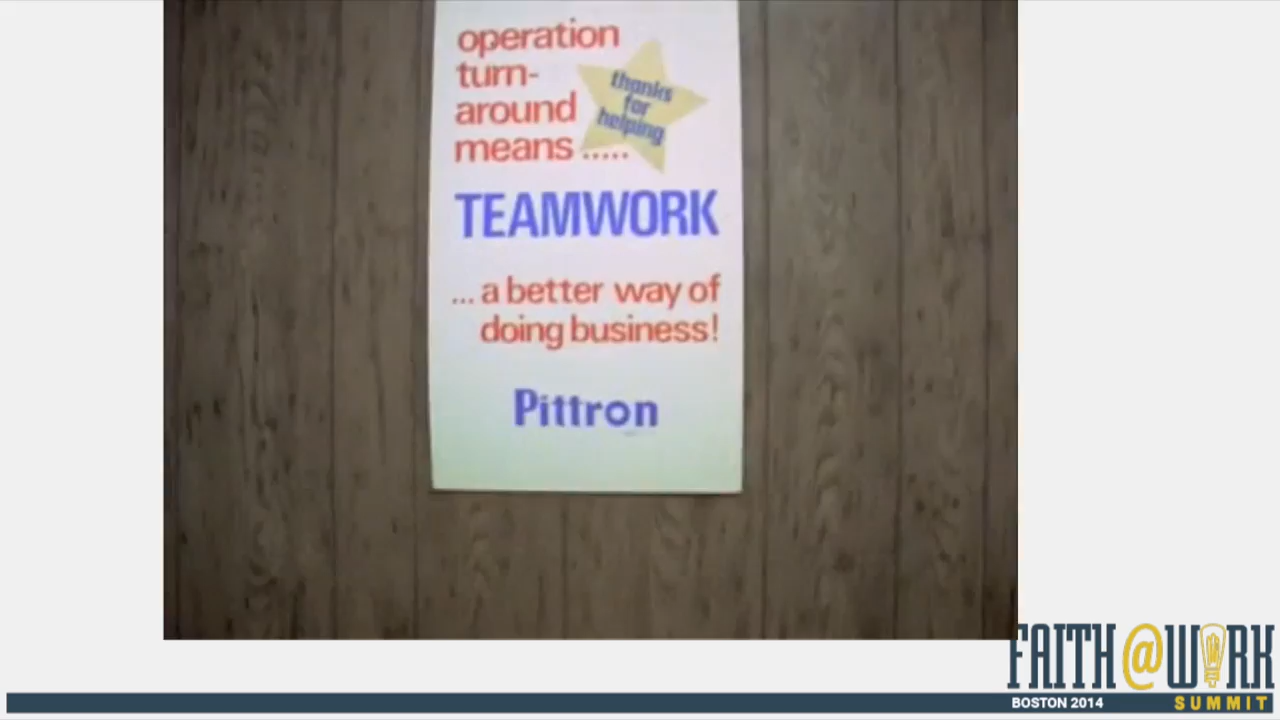 operation
turn-
around
means .....
thanks
for
helping
TEAMWORK
... a better way of
doing business!
Pittron
FAITH@WORK
BOSTON 2014
SUMMIT